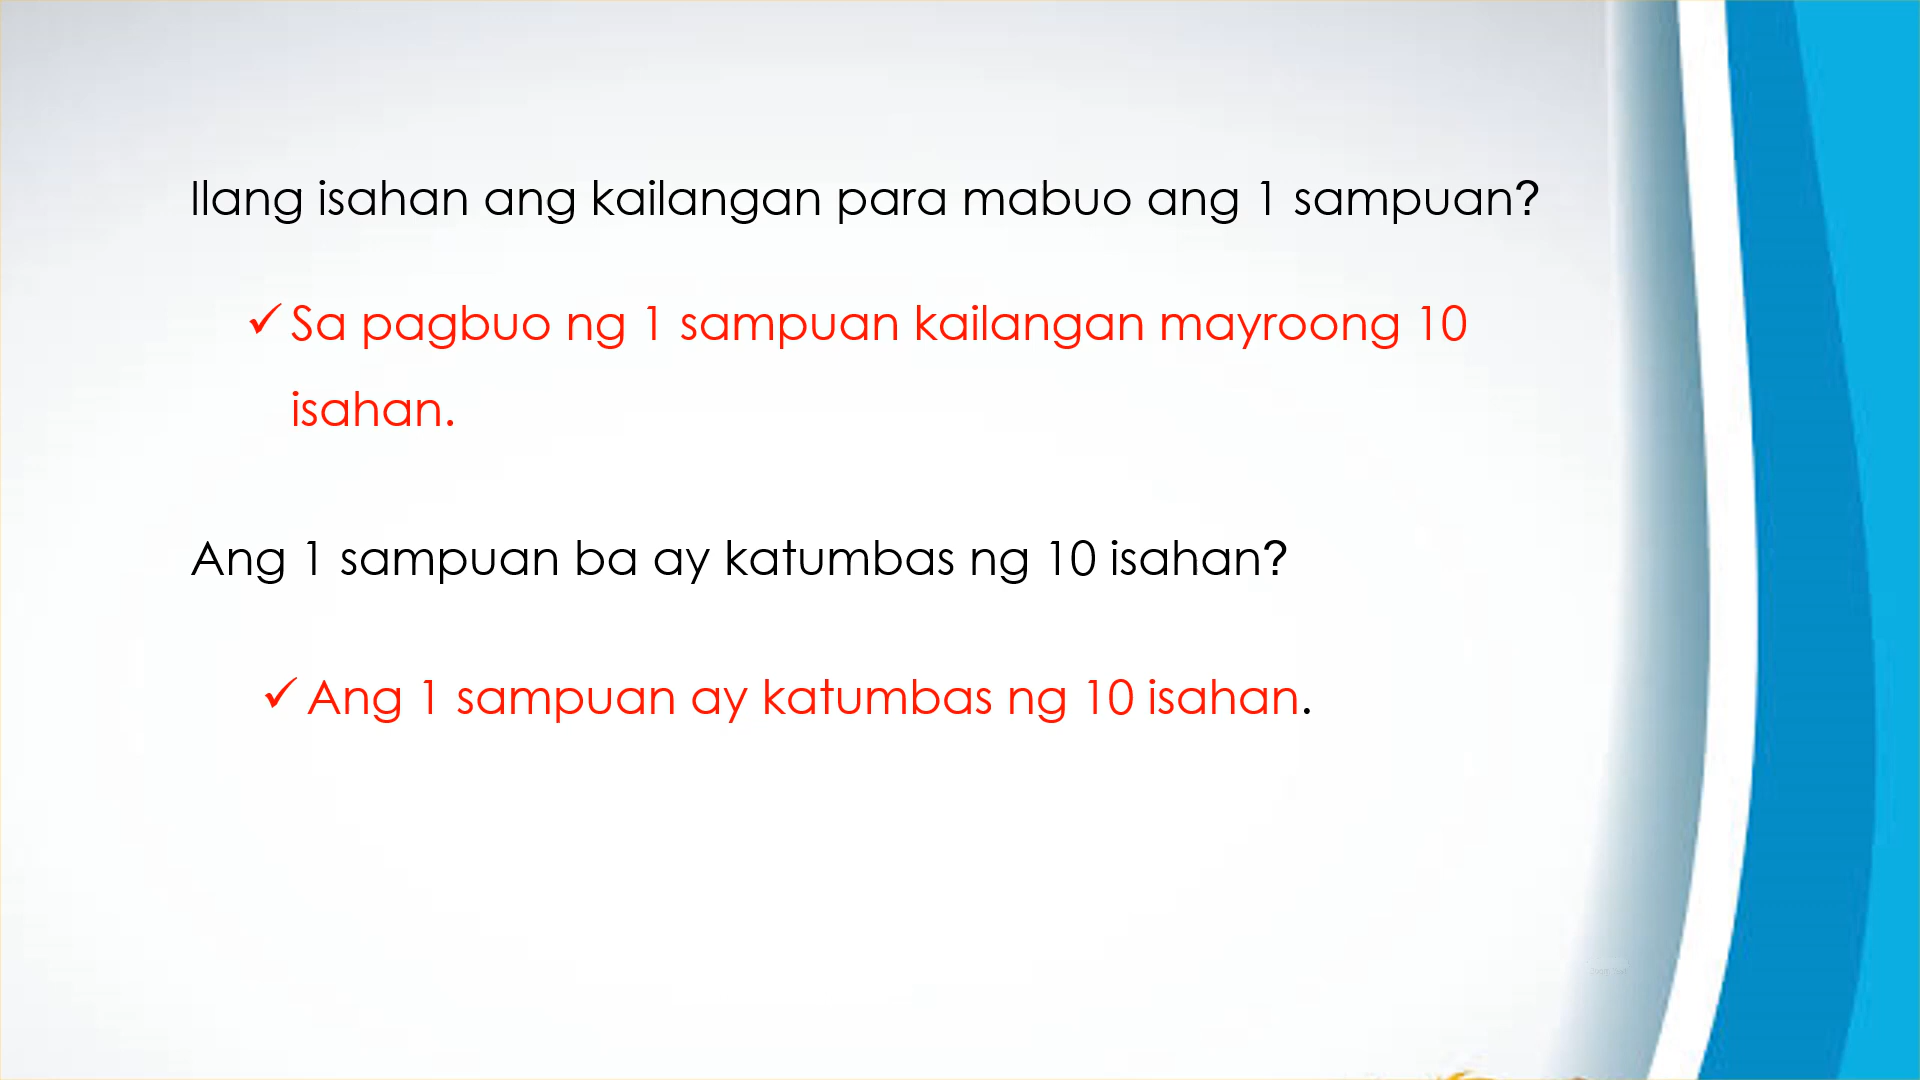 Ilang isahan ang kailangan para mabuo ang 1 sampuan?
✓ Sa pagbuo ng 1 sampuan kailangan mayroong 10
isahan.
Ang 1 sampuan ba ay katumbas ng 10 isahan?
✓ Ang 1 sampuan ay katumbas ng 10 isahan.